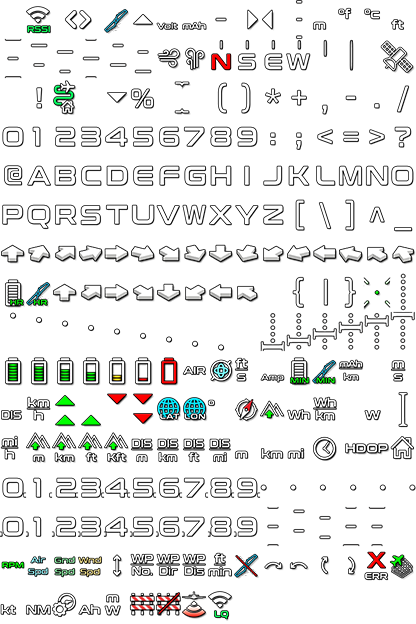 RSSI Volt mAh m °F °C ft
N S E W
! % ( ) * + , - . /
0 1 2 3 4 5 6 7 8 9 : ; < = > ?
@ A B C D E F G H I J K L M N O
P Q R S T U V W X Y Z [ \ ] ^ _
{ | }
AIR ft/s Amp MIN MIN mAh/km m/s
DIS km/h LAT LON ° Wh Wh/km W
mi/h m km ft Kft DIS m DIS km DIS ft DIS mi m km mi HDOP
0 1 2 3 4 5 6 7 8 9
0 1 2 3 4 5 6 7 8 9
RPM Air Spd Gnd Spd Wnd Spd WP No. WP Dir WP Dis ft min X ERR
kt NM Ah m W LQ